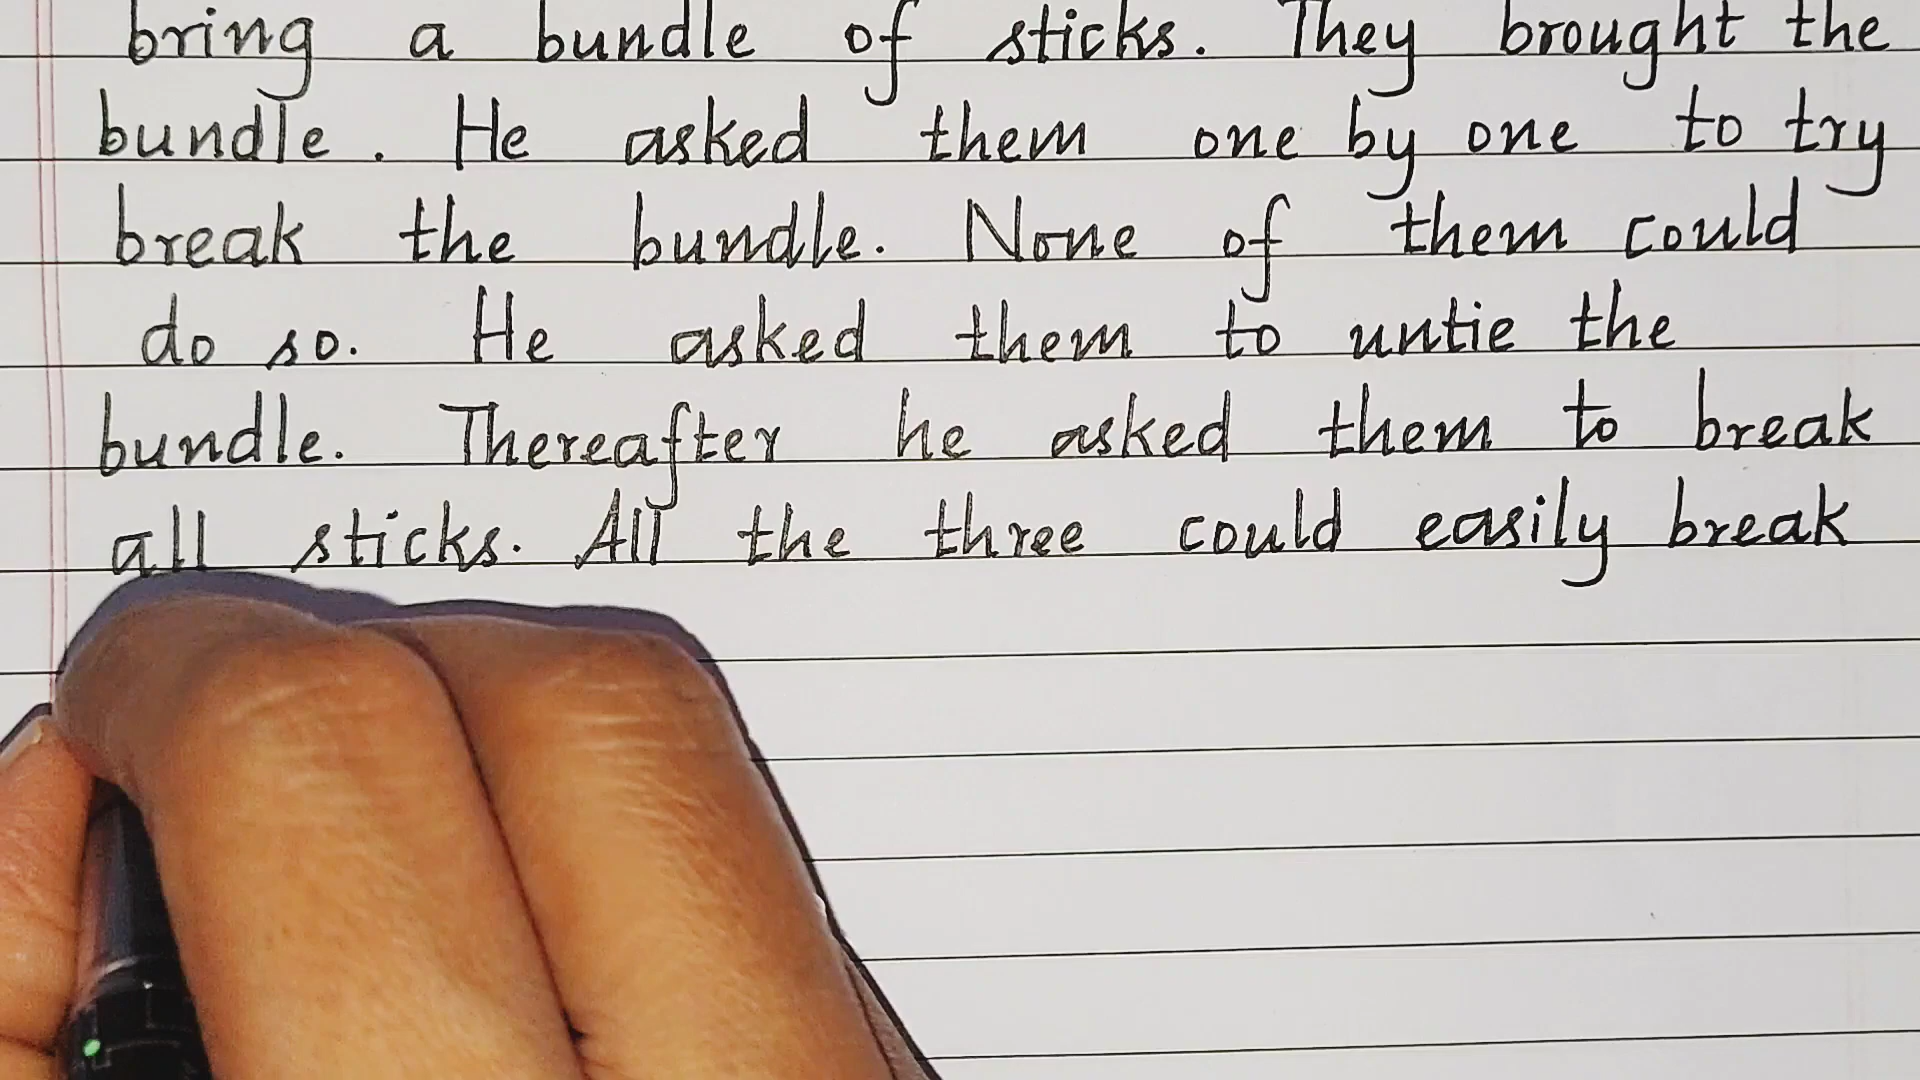 bring a bundle of sticks. They brought the
bundle. He asked them one by one to try
break the bundle. None of them could
do so. He asked them to untie the
bundle. Thereafter he asked them to break
all sticks. All the three could easily break